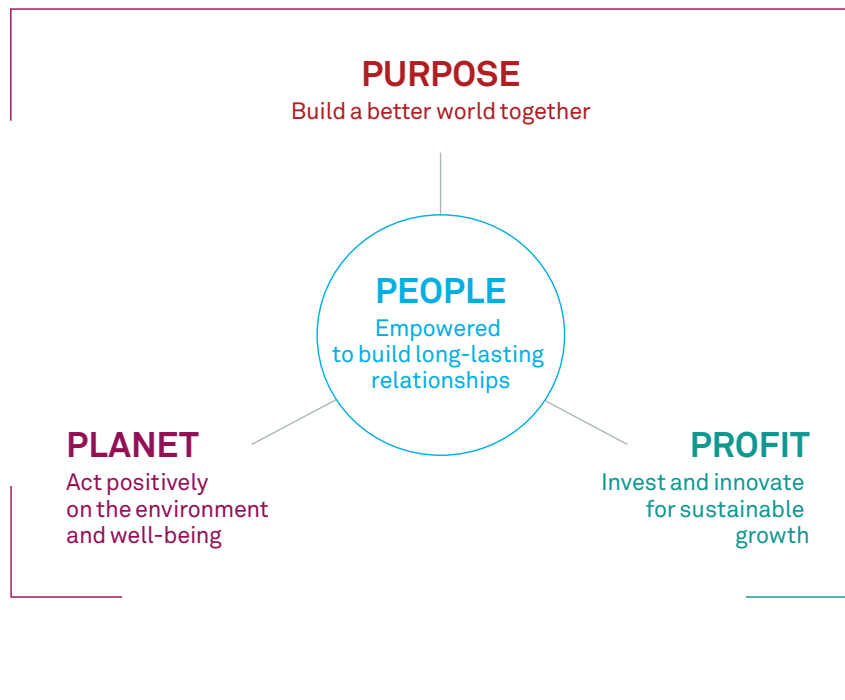 PURPOSE
Build a better world together
PEOPLE
Empowered
to build long-lasting
relationships
PLANET
Act positively
on the environment
and well-being
PROFIT
Invest and innovate
for sustainable
growth